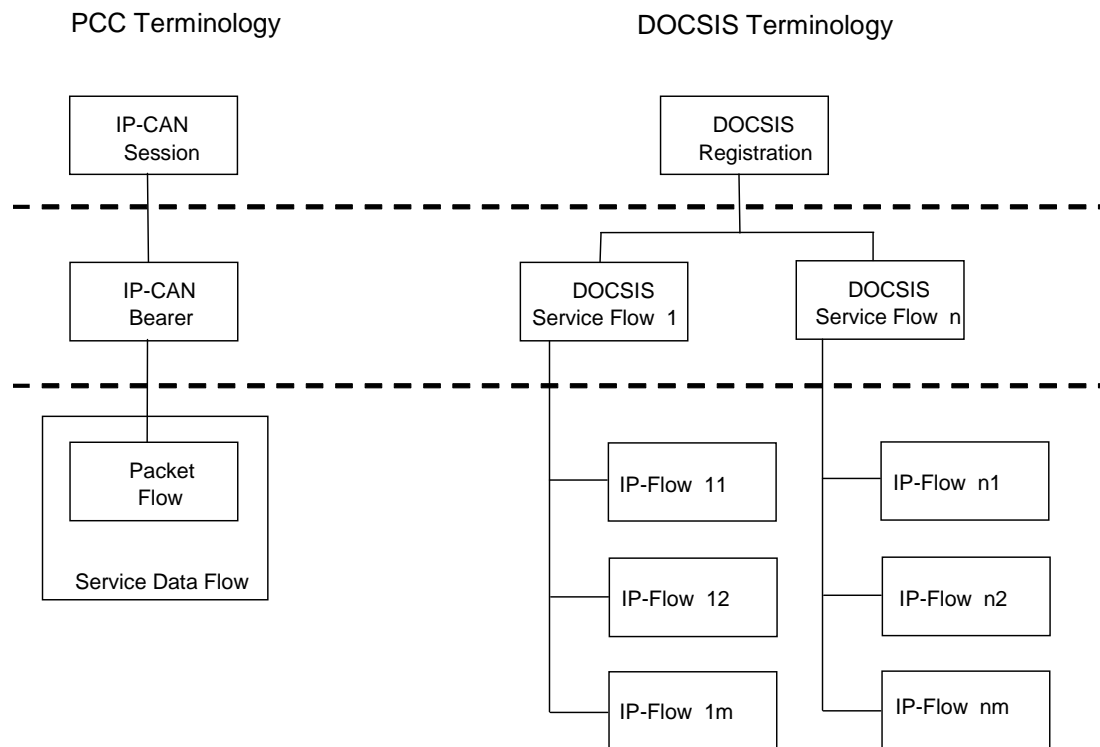 PCC Terminology
DOCSIS Terminology
IP-CAN
Session
DOCSIS
Registration
IP-CAN
Bearer
DOCSIS
Service Flow 1
DOCSIS
Service Flow n
Packet
Flow
Service Data Flow
IP-Flow 11
IP-Flow n1
IP-Flow 12
IP-Flow n2
IP-Flow 1m
IP-Flow nm